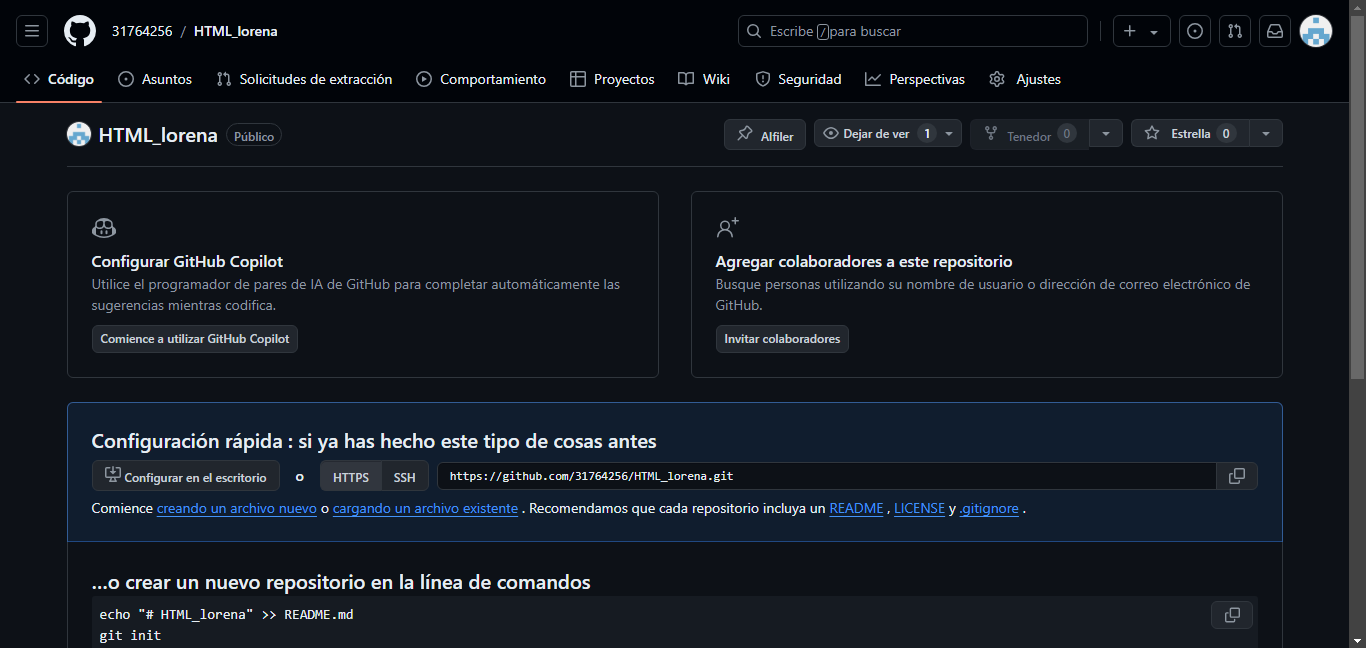 31764256 / HTML_lorena
Escribe / para buscar
Código Asuntos Solicitudes de extracción Comportamiento Proyectos Wiki Seguridad Perspectivas Ajustes
HTML_lorena Público
Alfiler Dejar de ver 1 Tenedor 0 Estrella 0
Configurar GitHub Copilot
Utilice el programador de pares de IA de GitHub para completar automáticamente las
sugerencias mientras codifica.
Comience a utilizar GitHub Copilot
Agregar colaboradores a este repositorio
Busque personas utilizando su nombre de usuario o dirección de correo electrónico de
GitHub.
Invitar colaboradores
Configuración rápida : si ya has hecho este tipo de cosas antes
Configurar en el escritorio o HTTPS SSH https://github.com/31764256/HTML_lorena.git
Comience creando un archivo nuevo o cargando un archivo existente . Recomendamos que cada repositorio incluya un README , LICENSE y .gitignore .
...o crear un nuevo repositorio en la línea de comandos
echo "# HTML_lorena" >> README.md
git init